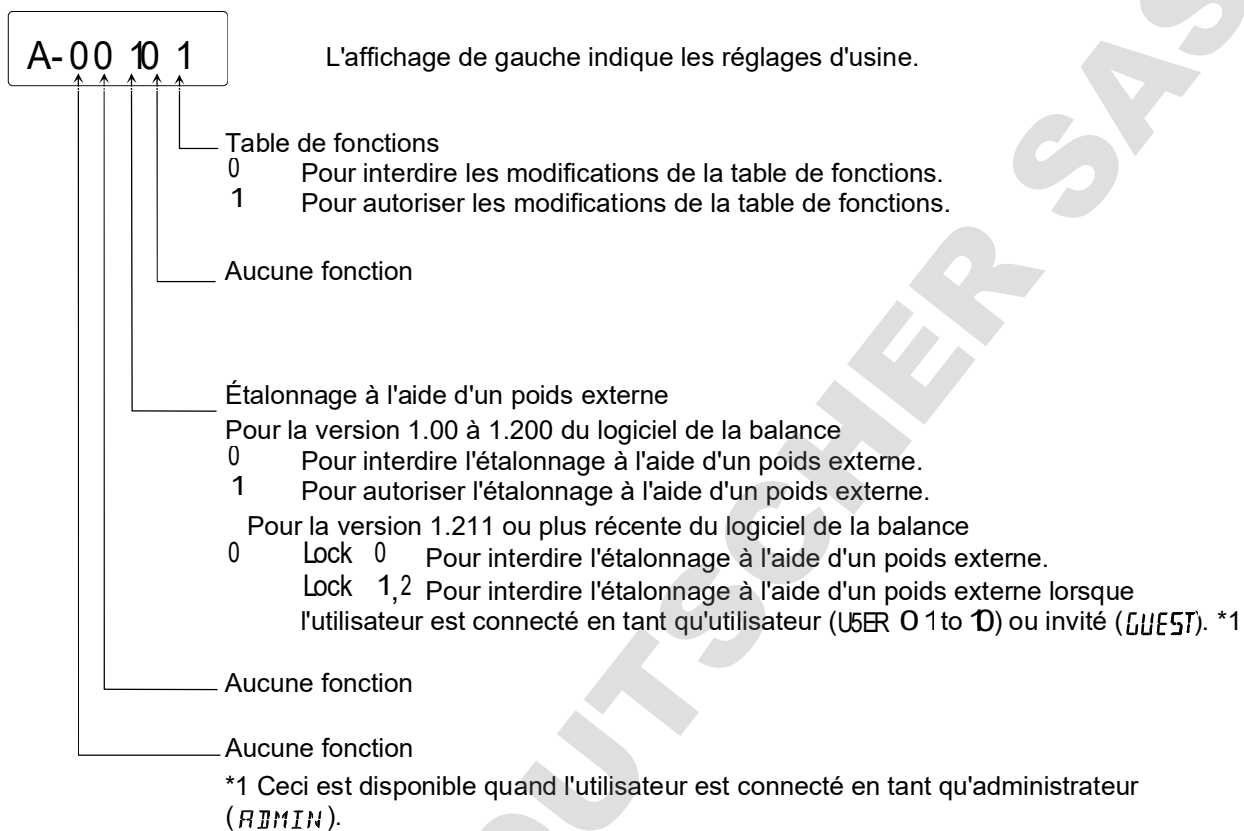 A-00 10 1
L'affichage de gauche indique les réglages d'usine.
Table de fonctions
0 Pour interdire les modifications de la table de fonctions.
1 Pour autoriser les modifications de la table de fonctions.
Aucune fonction
Étalonnage à l'aide d'un poids externe
Pour la version 1.00 à 1.200 du logiciel de la balance
0 Pour interdire l'étalonnage à l'aide d'un poids externe.
1 Pour autoriser l'étalonnage à l'aide d'un poids externe.
Pour la version 1.211 ou plus récente du logiciel de la balance
0 Lock 0 Pour interdire l'étalonnage à l'aide d'un poids externe.
Lock 1,2 Pour interdire l'étalonnage à l'aide d'un poids externe lorsque
l'utilisateur est connecté en tant qu'utilisateur (USER 0 1 to 10) ou invité (GUEST). *1
Aucune fonction
Aucune fonction
*1 Ceci est disponible quand l'utilisateur est connecté en tant qu'administrateur
(ADMIN).
UTSCHER SAS